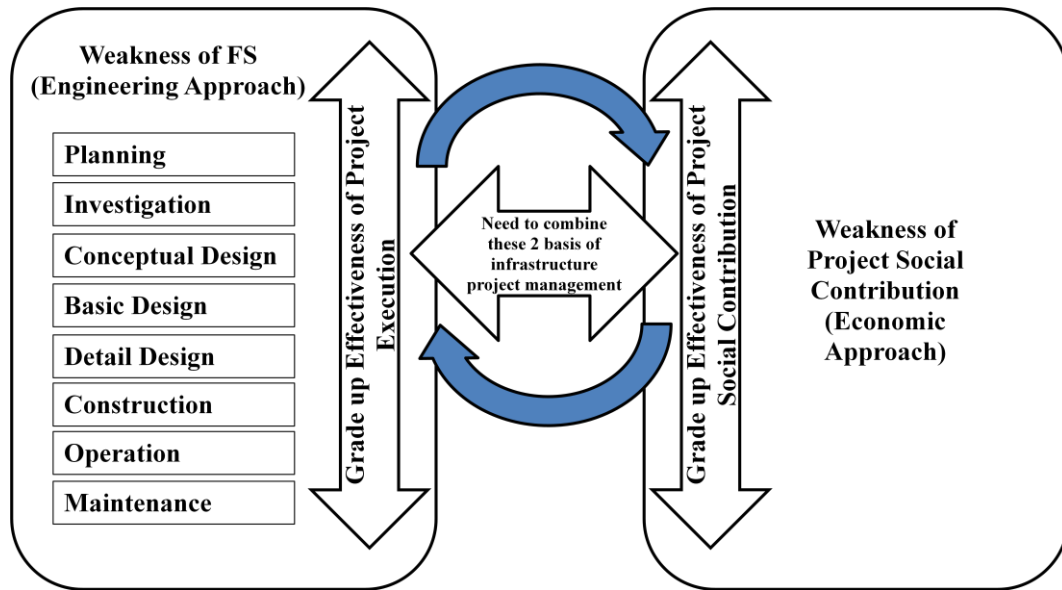 Weakness of FS
(Engineering Approach)
Planning
Investigation
Conceptual Design
Basic Design
Detail Design
Construction
Operation
Maintenance
Grade up Effectiveness of Project
Execution
Need to combine
these 2 basis of
infrastructure
project management
Grade up Effectiveness of Project
Social Contribution
Weakness of
Project Social
Contribution
(Economic
Approach)